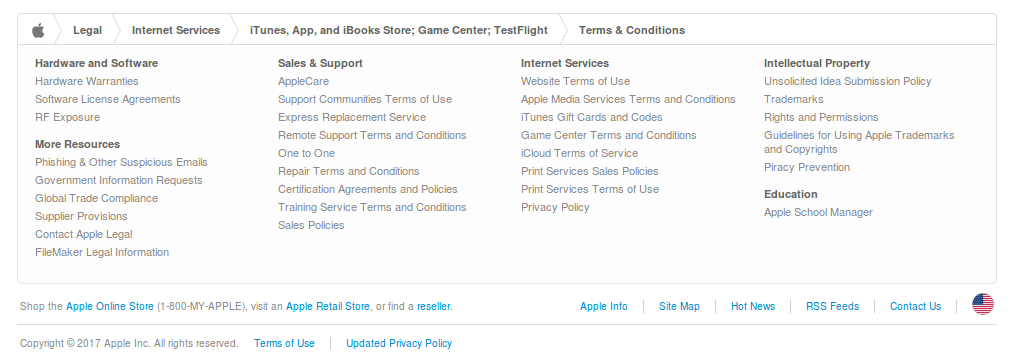 Legal Internet Services iTunes, App, and iBooks Store; Game Center; TestFlight Terms & Conditions
Hardware and Software
Hardware Warranties
Software License Agreements
RF Exposure
More Resources
Phishing & Other Suspicious Emails
Government Information Requests
Global Trade Compliance
Supplier Provisions
Contact Apple Legal
FileMaker Legal Information
Sales & Support
AppleCare
Support Communities Terms of Use
Express Replacement Service
Remote Support Terms and Conditions
One to One
Repair Terms and Conditions
Certification Agreements and Policies
Training Service Terms and Conditions
Sales Policies
Internet Services
Website Terms of Use
Apple Media Services Terms and Conditions
iTunes Gift Cards and Codes
Game Center Terms and Conditions
iCloud Terms of Service
Print Services Sales Policies
Print Services Terms of Use
Privacy Policy
Intellectual Property
Unsolicited Idea Submission Policy
Trademarks
Rights and Permissions
Guidelines for Using Apple Trademarks
and Copyrights
Piracy Prevention
Education
Apple School Manager
Shop the Apple Online Store (1-800-MY-APPLE), visit an Apple Retail Store, or find a reseller.
Apple Info Site Map Hot News RSS Feeds Contact Us
Copyright © 2017 Apple Inc. All rights reserved. Terms of Use Updated Privacy Policy